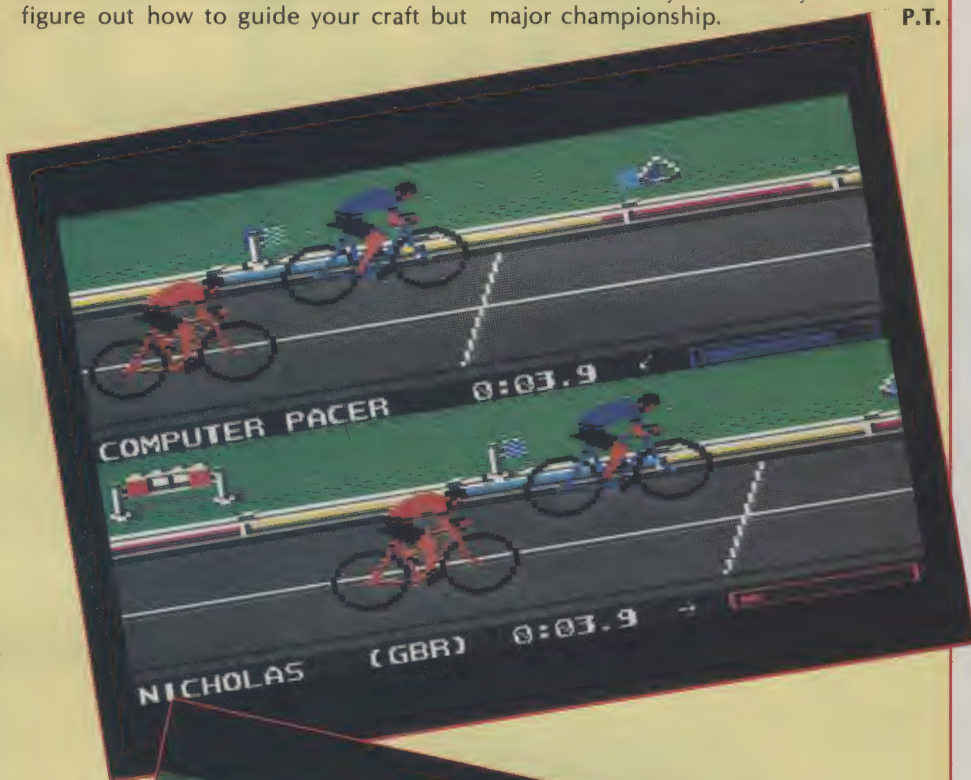 figure out how to guide your craft but
major championship.
P.T.
COMPUTER PACER 0:03.9
NICHOLAS (GBR) 0:03.9